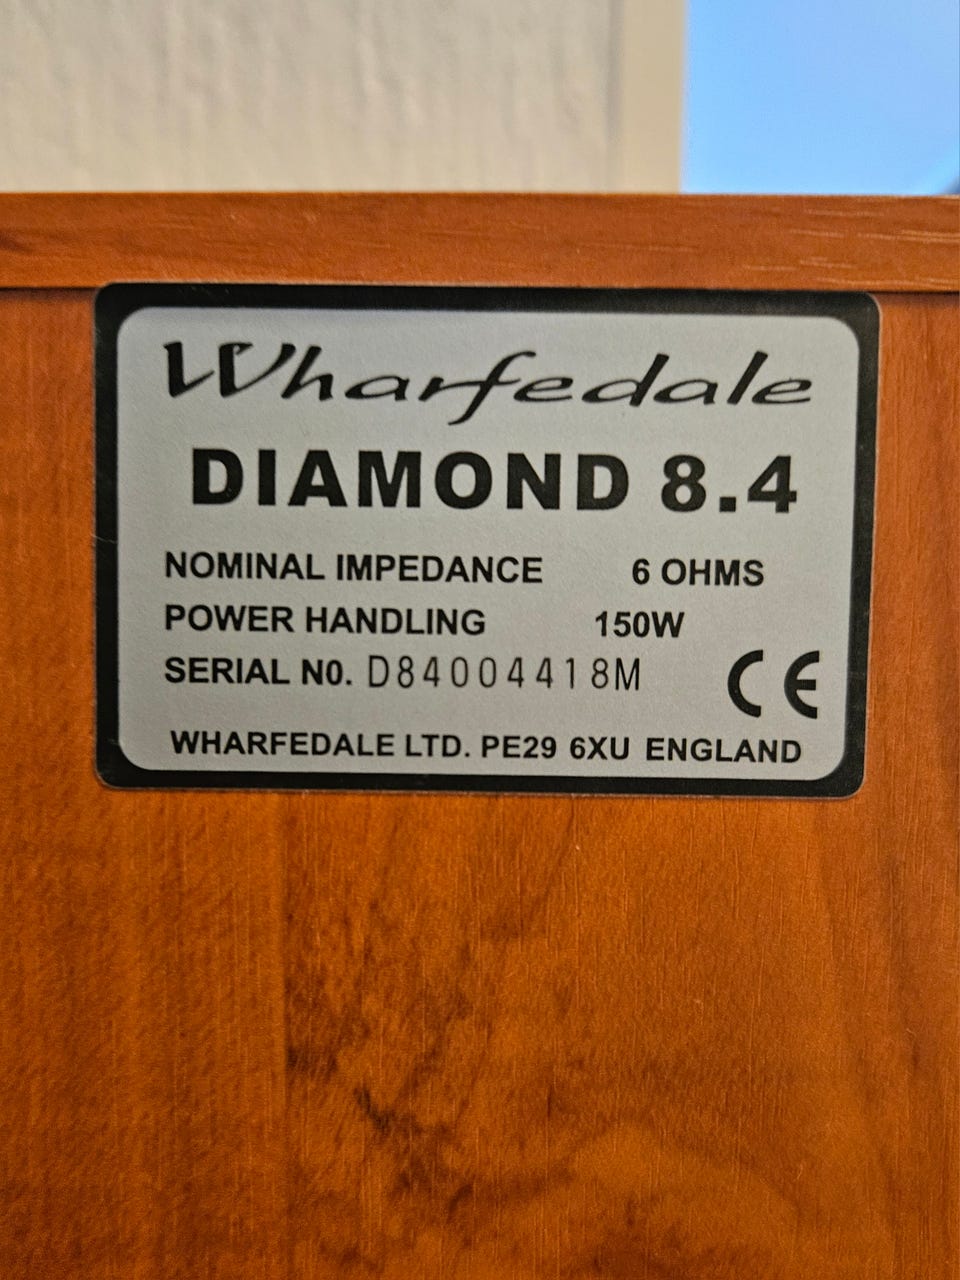 Wharfedale
DIAMOND 8.4
NOMINAL IMPEDANCE 6 OHMS
POWER HANDLING 150W
SERIAL N0. D84004418M
CE
WHARFEDALE LTD. PE29 6XU ENGLAND